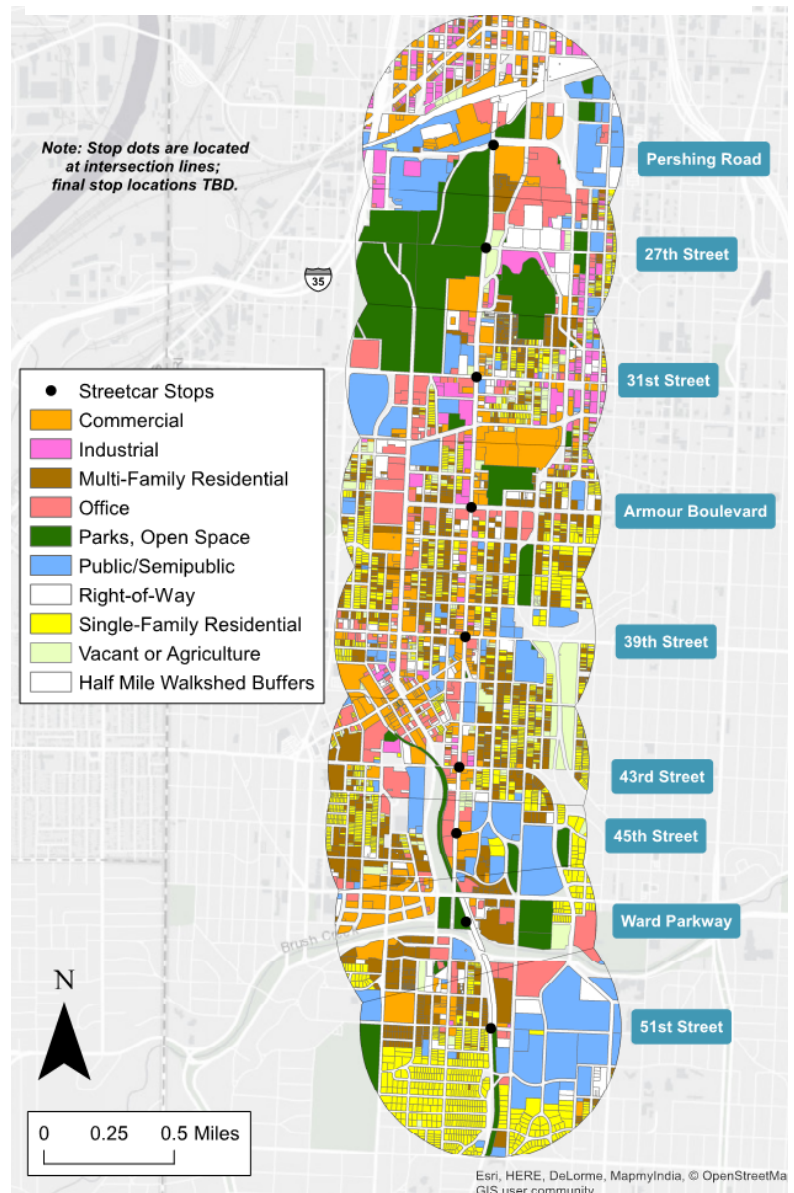 Note: Stop dots are located
at intersection lines;
final stop locations TBD.
Pershing Road
27th Street
35
31st Street
Streetcar Stops
Commercial
Industrial
Multi-Family Residential
Office
Parks, Open Space
Public/Semipublic
Right-of-Way
Single-Family Residential
Vacant or Agriculture
Half Mile Walkshed Buffers
Armour Boulevard
39th Street
43rd Street
45th Street
Ward Parkway
Brush
51st Street
N
0 0.25 0.5 Miles
Esri, HERE, DeLorme, MapmyIndia, © OpenStreetMa
GIS user community